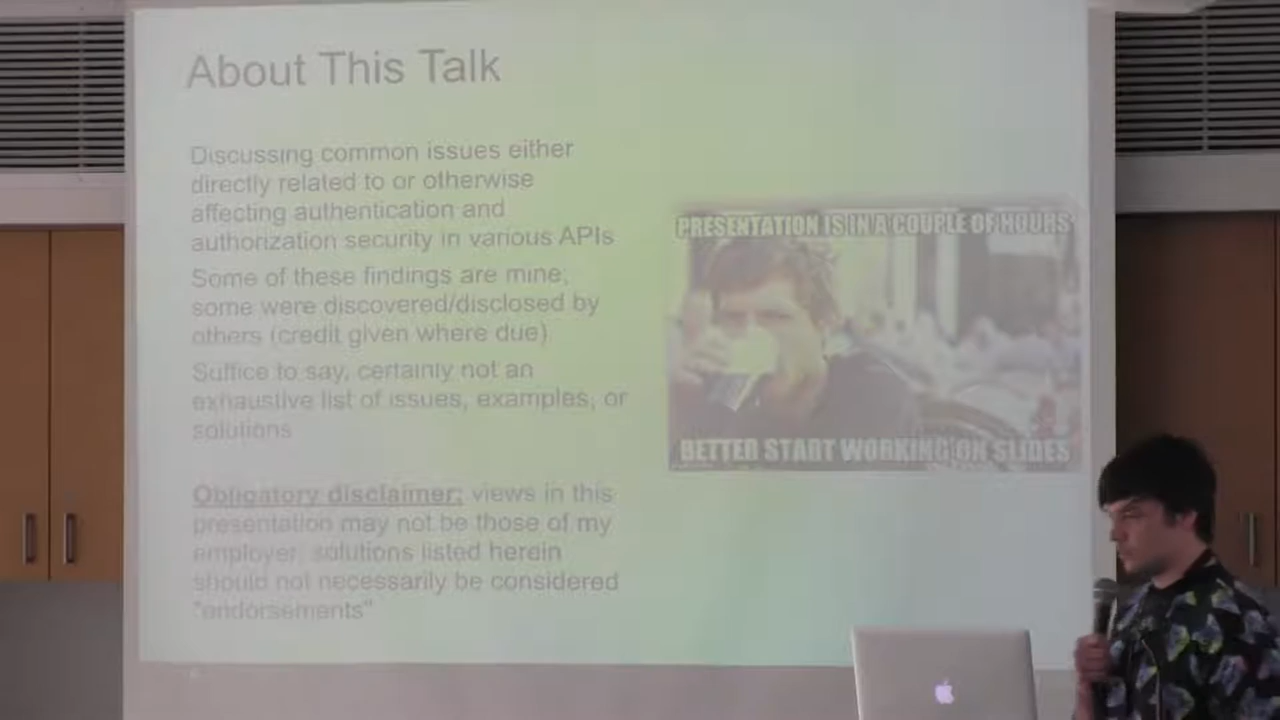 About This Talk
Discussing common issues either
directly related to or otherwise
affecting authentication and
authorization security in various APIs
Some of these findings are mine;
some were discovered/disclosed by
others (credit given where due)
Suffice to say, certainly not an
exhaustive list of issues, examples, or
solutions
Obligatory disclaimer: views in this
presentation may not be those of my
employer; solutions listed herein
should not necessarily be considered
"endorsements"
PRESENTATION IS IN A COUPLE OF HOURS
BETTER START WORKING ON SLIDES